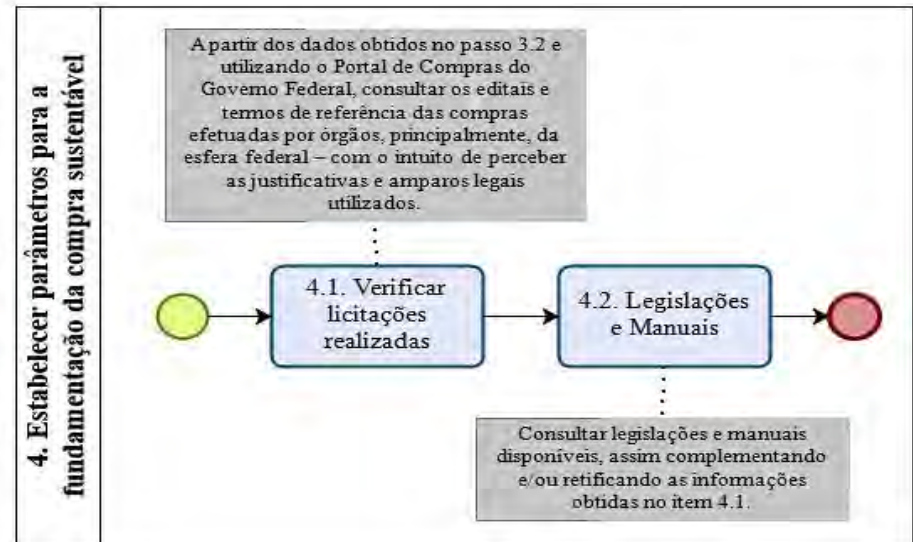 4. Estabelecer parâmetros para a
fundamentação da compra sustentável
A partir dos dados obtidos no passo 3.2 e
utilizando o Portal de Compras do
Governo Federal, consultar os editais e
termos de referência das compras
efetuadas por órgãos, principalmente, da
esfera federal – com o intuito de perceber
as justificativas e amparos legais
utilizados.
4.1. Verificar
licitações
realizadas
4.2. Legislações
e Manuais
Consultar legislações e manuais
disponíveis, assim complementando
e/ou retificando as informações
obtidas no item 4.1.